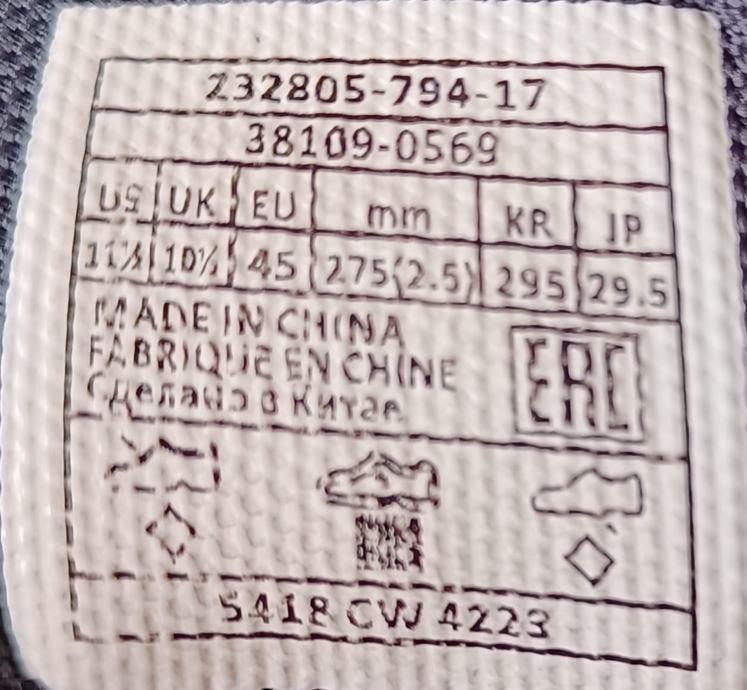 232805-794-17
38109-0569
US UK EU mm KR JP
11½ 10½ 45 275(2.5) 295 29.5
MADE IN CHINA
FABRIQUE EN CHINE
Сделано в Китае
EAC
5418 CW 4223